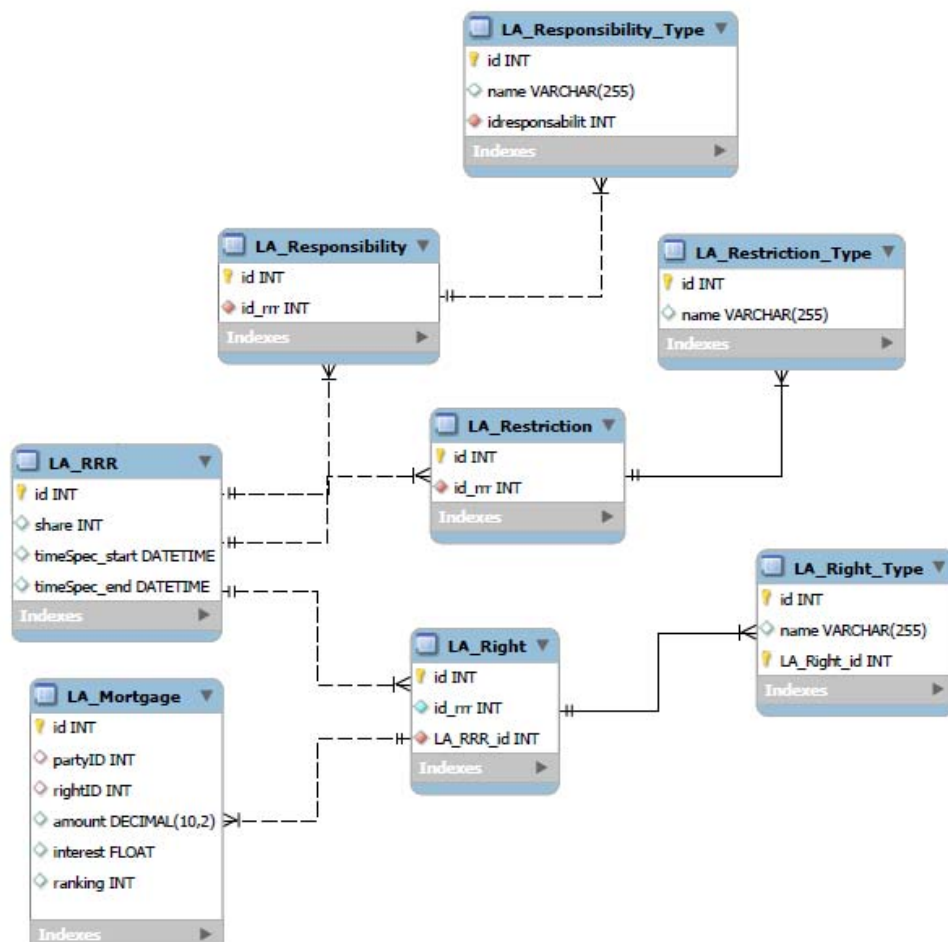 LA_Responsibility_Type
id INT
name VARCHAR(255)
idresponsabilit INT
Indexes
LA_Responsibility
id INT
id_rrr INT
Indexes
LA_Restriction_Type
id INT
name VARCHAR(255)
Indexes
LA_Restriction
id INT
id_rrr INT
Indexes
LA_RRR
id INT
share INT
timeSpec_start DATETIME
timeSpec_end DATETIME
Indexes
LA_Right_Type
id INT
name VARCHAR(255)
LA_Right_id INT
Indexes
LA_Right
id INT
id_rrr INT
LA_RRR_id INT
Indexes
LA_Mortgage
id INT
partyID INT
rightID INT
amount DECIMAL(10,2)
interest FLOAT
ranking INT
Indexes